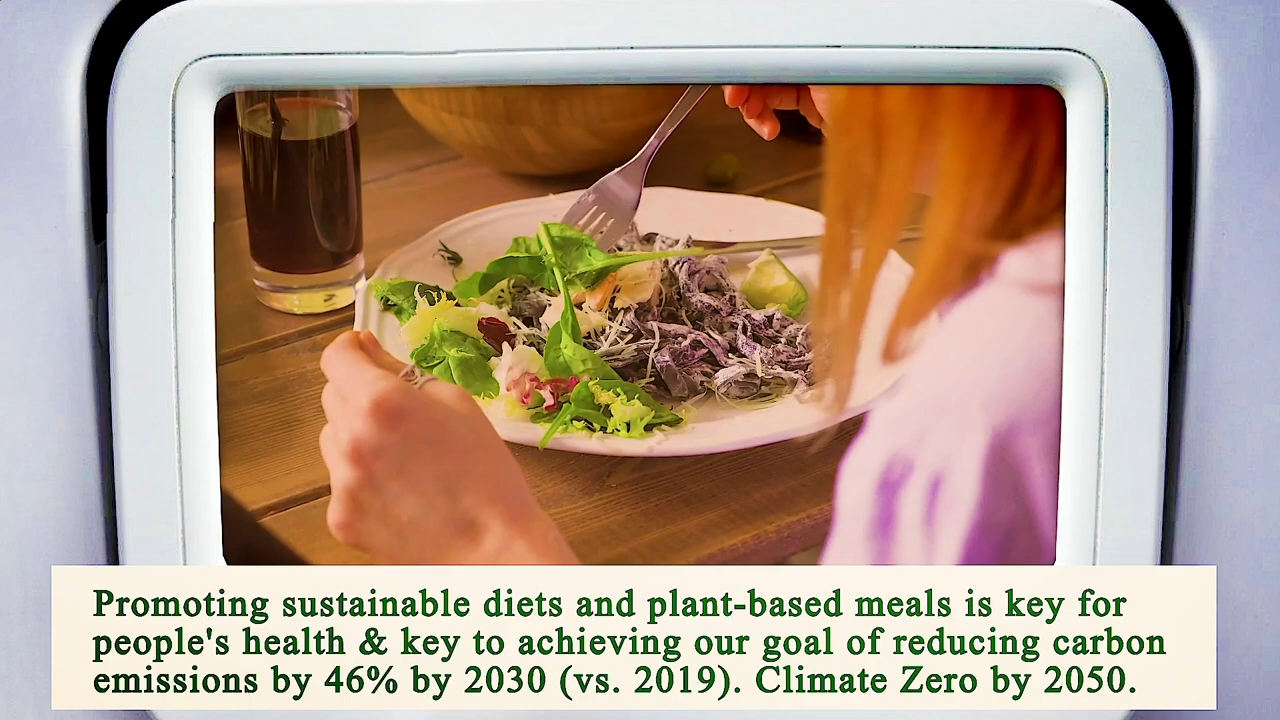 Promoting sustainable diets and plant-based meals is key for
people's health & key to achieving our goal of reducing carbon
emissions by 46% by 2030 (vs. 2019). Climate Zero by 2050.